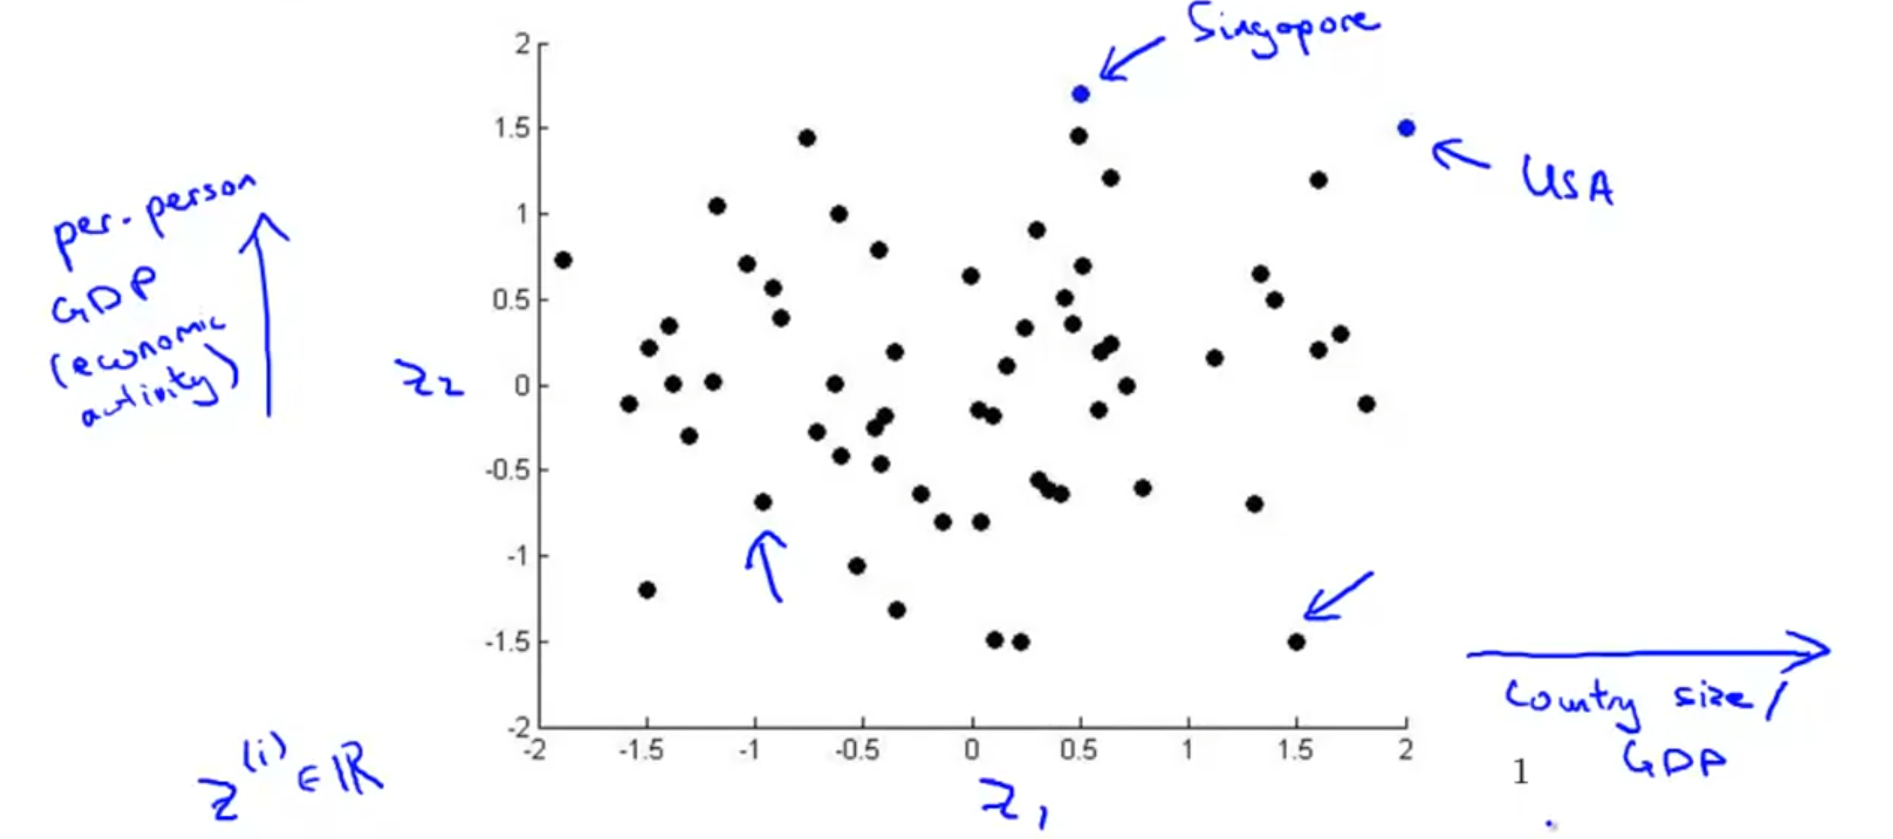 Singapore
USA
per-person
GDP
(economic
activity)
z2
2
1.5
1
0.5
0
-0.5
-1
-1.5
-2
-2 -1.5 -1 -0.5 0 0.5 1 1.5 2
z1
Country size/
GDP
1
z(i) ∈ ℝ